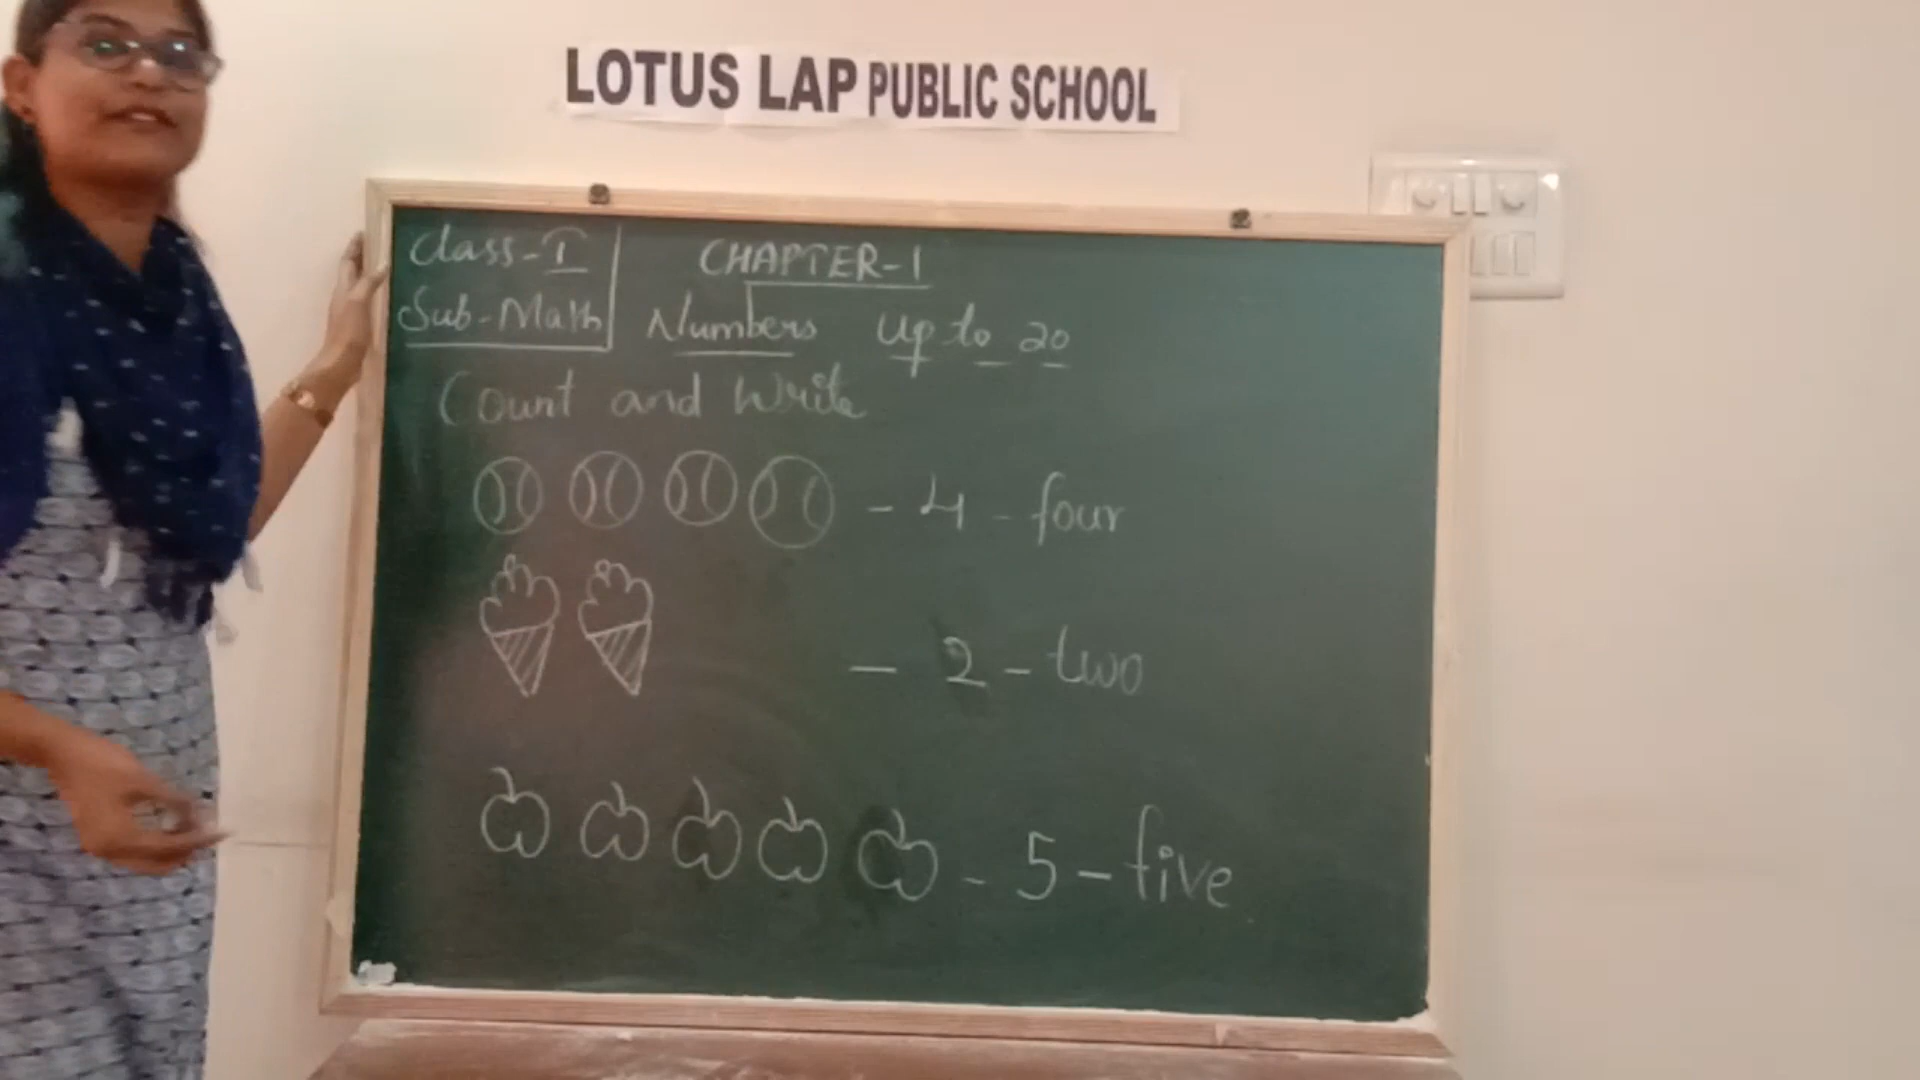 LOTUS LAP PUBLIC SCHOOL
Class-I
Sub-Math
CHAPTER-1
Numbers up to 20
Count and Write
- 4 - four
- 2 - two
- 5 - five